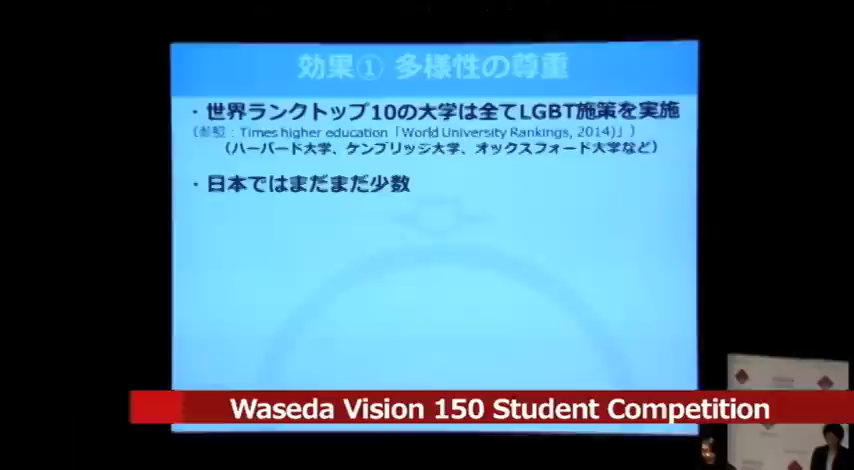 効果① 多様性の尊重
・世界ランクトップ10の大学は全てLGBT施策を実施
（参照：Times higher education「World University Rankings, 2014)」）
（ハーバード大学、ケンブリッジ大学、オックスフォード大学など）
・日本ではまだまだ少数
Waseda Vision 150 Student Competition